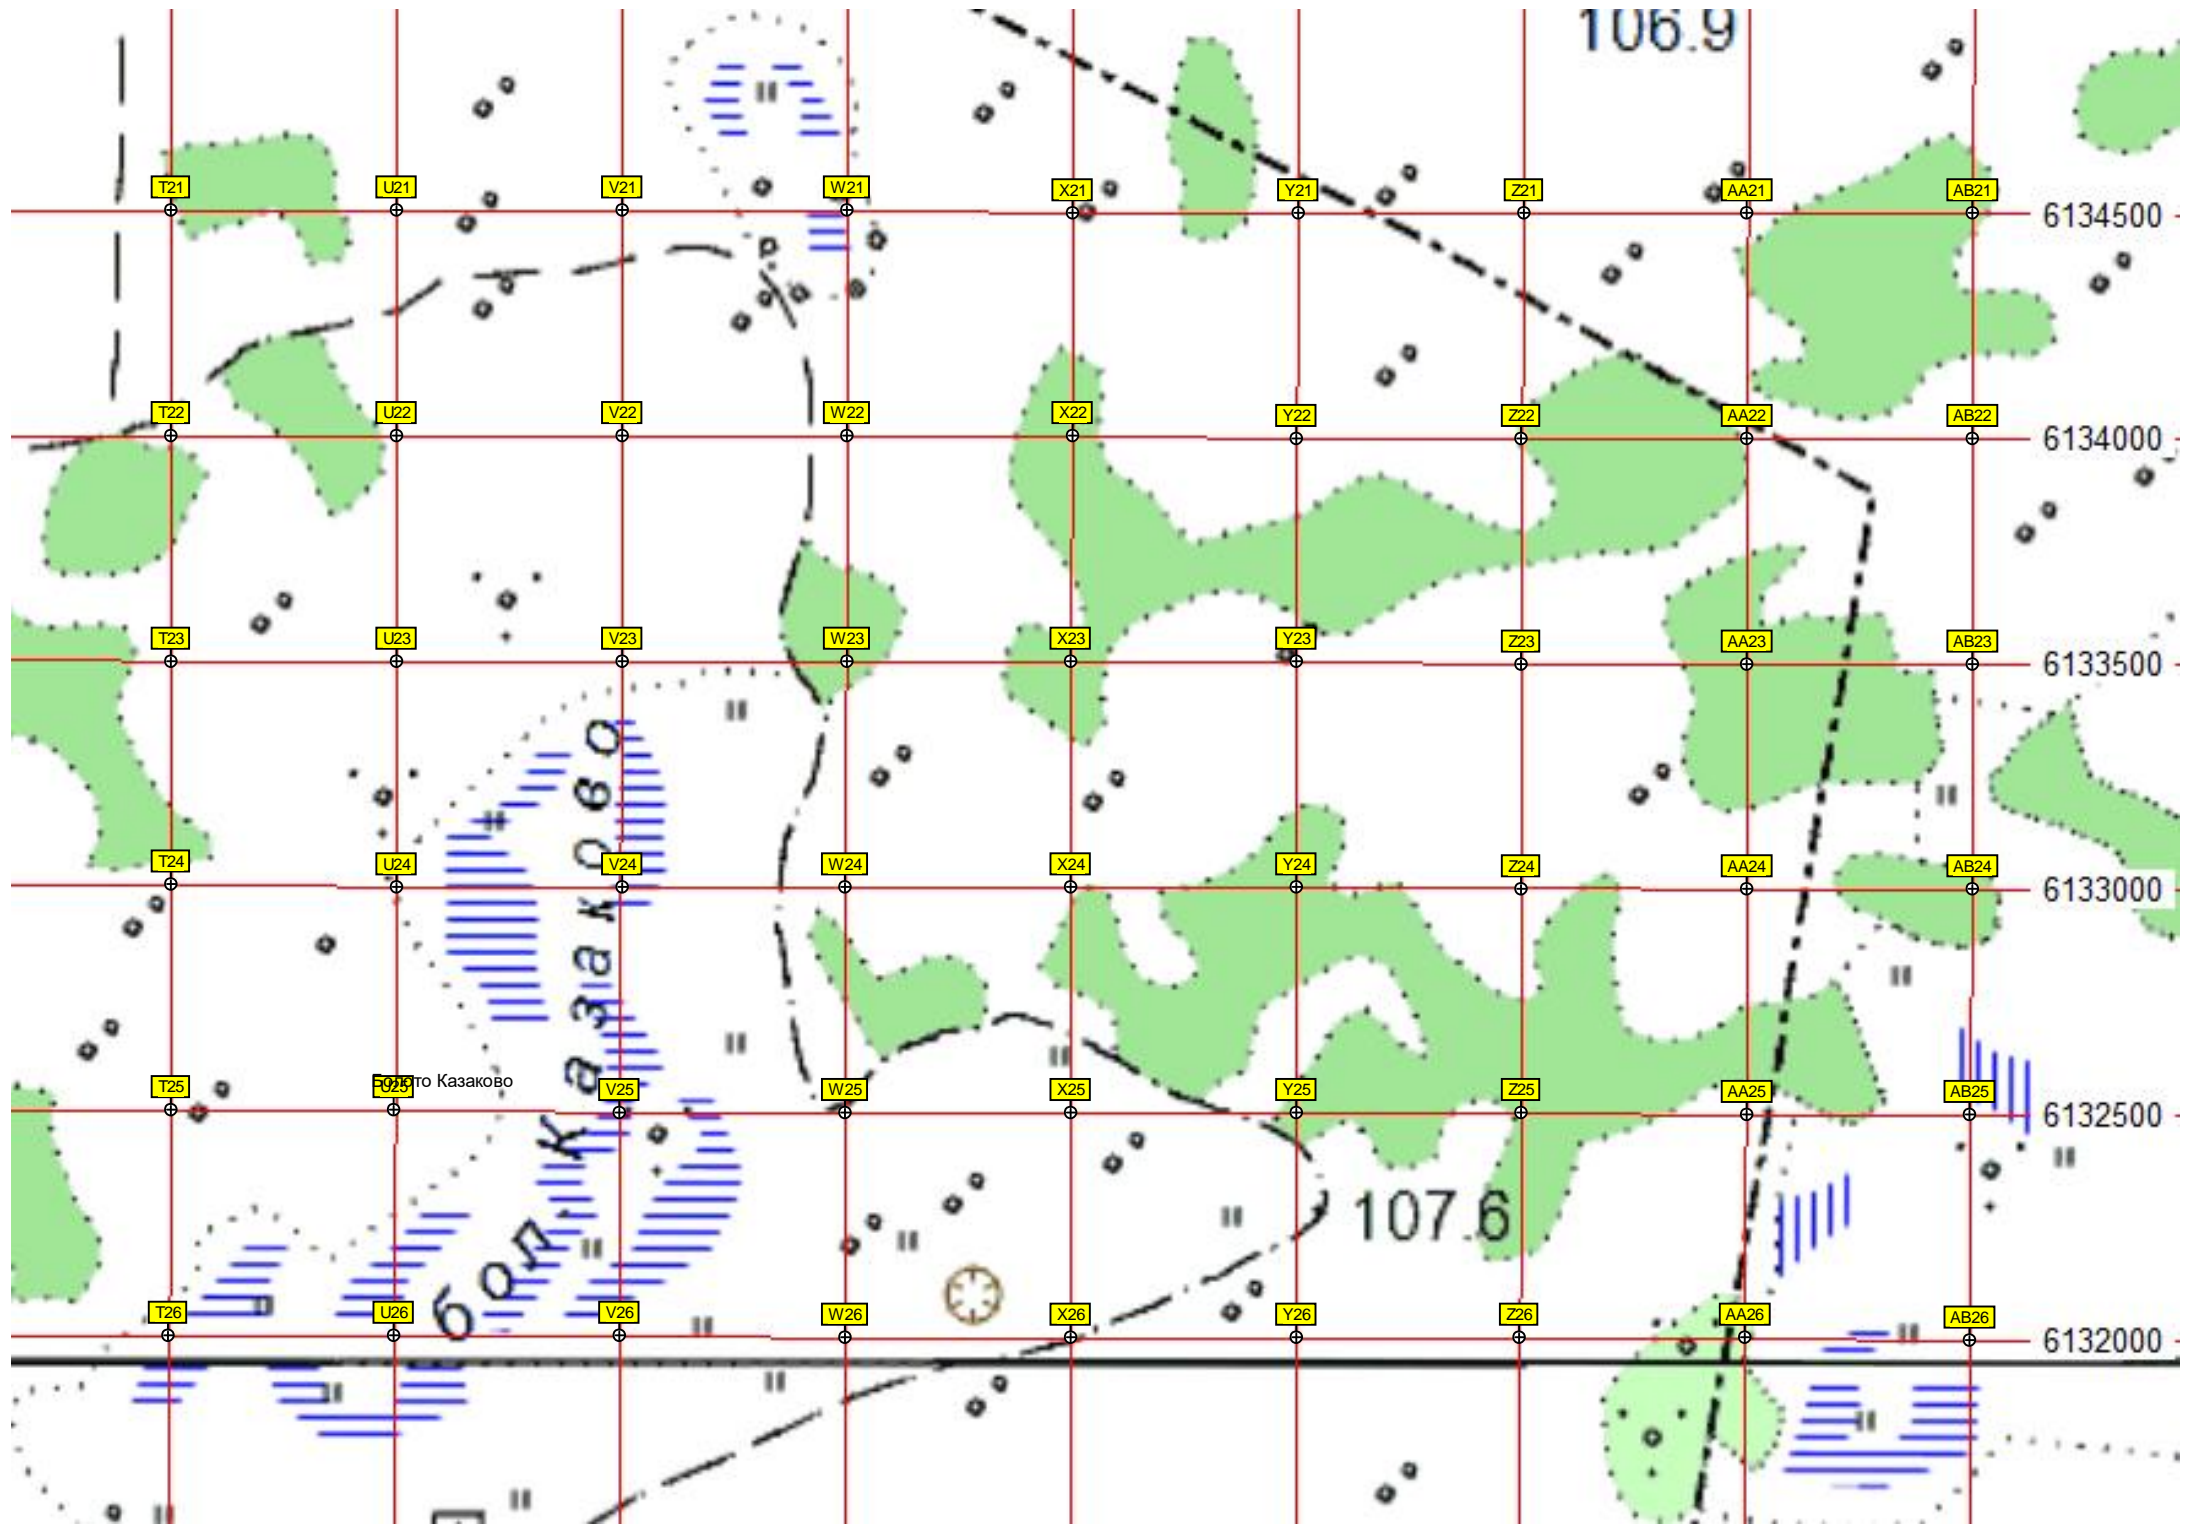 106.9
T21 U21 V21 W21 X21 Y21 Z21 AA21 AB21
6134500
р.
T22 U22 V22 W22 X22 Y22 Z22 AA22 AB22
6134000
T23 U23 V23 W23 X23 Y23 Z23 AA23 AB23
6133500
T24 U24 V24 W24 X24 Y24 Z24 AA24 AB24
6133000
бол. Казаково
Болото Казаково
T25 U25 V25 W25 X25 Y25 Z25 AA25 AB25
6132500
107.6
T26 U26 V26 W26 X26 Y26 Z26 AA26 AB26
6132000